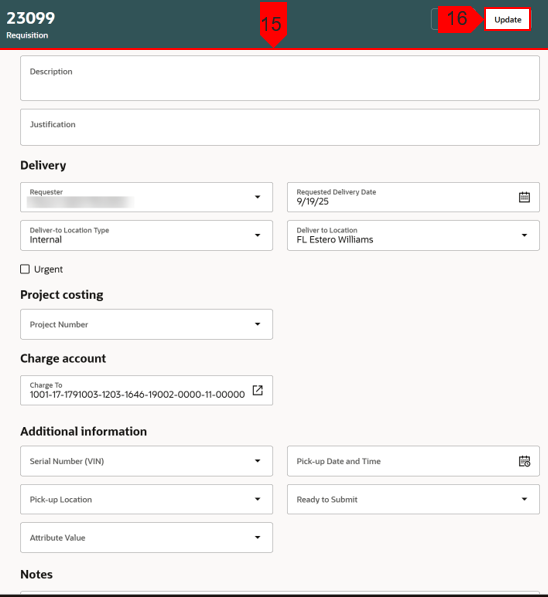 23099
Requisition
15
16
Update
Description
Justification
Delivery
Requester
Requested Delivery Date
9/19/25
Deliver-to Location Type
Internal
Deliver to Location
FL Estero Williams
Urgent
Project costing
Project Number
Charge account
Charge To
1001-17-1791003-1203-1646-19002-0000-11-00000
Additional information
Serial Number (VIN)
Pick-up Date and Time
Pick-up Location
Ready to Submit
Attribute Value
Notes